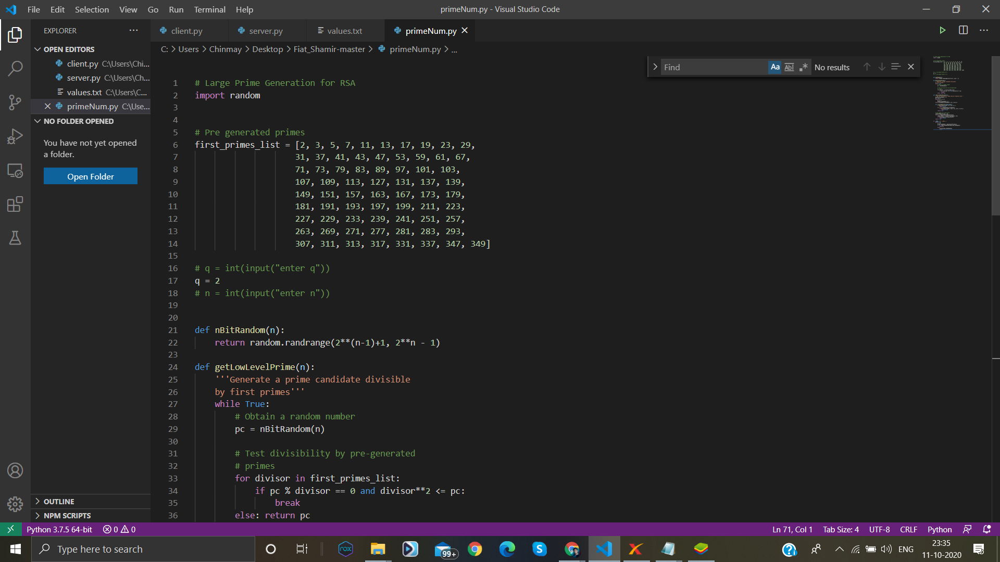 File Edit Selection View Go Run Terminal Help
primeNum.py - Visual Studio Code
EXPLORER
client.py server.py values.txt primeNum.py
OPEN EDITORS
client.py C:\Users\Chi...
server.py C:\Users\Ch...
values.txt C:\Users\C...
primeNum.py C:\Use...
NO FOLDER OPENED
You have not yet opened
a folder.
Open Folder
OUTLINE
NPM SCRIPTS
C: > Users > Chinmay > Desktop > Fiat_Shamir-master > primeNum.py > ...
Find Aa Abl .* No results
1 # Large Prime Generation for RSA
2 import random
3
4
5 # Pre generated primes
6 first_primes_list = [2, 3, 5, 7, 11, 13, 17, 19, 23, 29,
7 31, 37, 41, 43, 47, 53, 59, 61, 67,
8 71, 73, 79, 83, 89, 97, 101, 103,
9 107, 109, 113, 127, 131, 137, 139,
10 149, 151, 157, 163, 167, 173, 179,
11 181, 191, 193, 197, 199, 211, 223,
12 227, 229, 233, 239, 241, 251, 257,
13 263, 269, 271, 277, 281, 283, 293,
14 307, 311, 313, 317, 331, 337, 347, 349]
15
16 # q = int(input("enter q"))
17 q = 2
18 # n = int(input("enter n"))
19
20
21 def nBitRandom(n):
22 return random.randrange(2**(n-1)+1, 2**n - 1)
23
24 def getLowLevelPrime(n):
25 '''Generate a prime candidate divisible
26 by first primes'''
27 while True:
28 # Obtain a random number
29 pc = nBitRandom(n)
30
31 # Test divisibility by pre-generated
32 # primes
33 for divisor in first_primes_list:
34 if pc % divisor == 0 and divisor**2 <= pc:
35 break
36 else: return pc
Python 3.7.5 64-bit 0 0 Ln 71, Col 1 Tab Size: 4 UTF-8 CRLF Python
Type here to search
nox
99+
ENG
23:35
11-10-2020